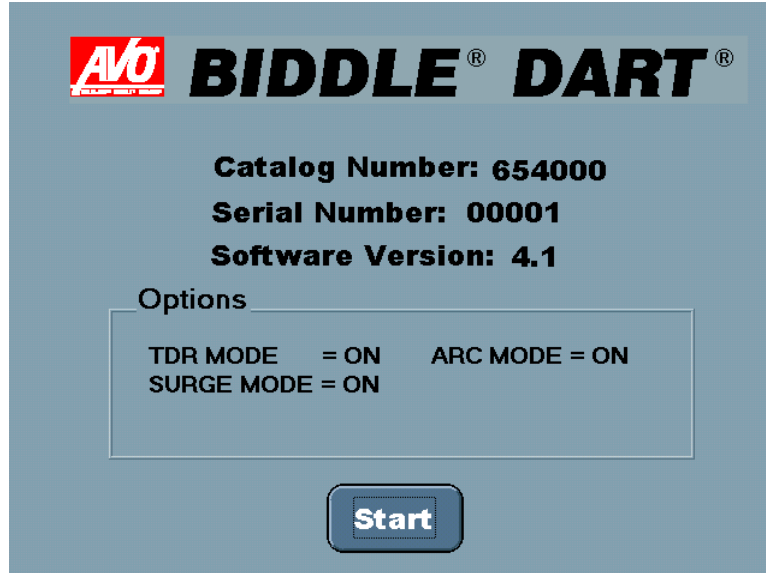 AVO BIDDLE® DART®
Catalog Number: 654000
Serial Number: 00001
Software Version: 4.1
Options
TDR MODE = ON ARC MODE = ON
SURGE MODE = ON
Start